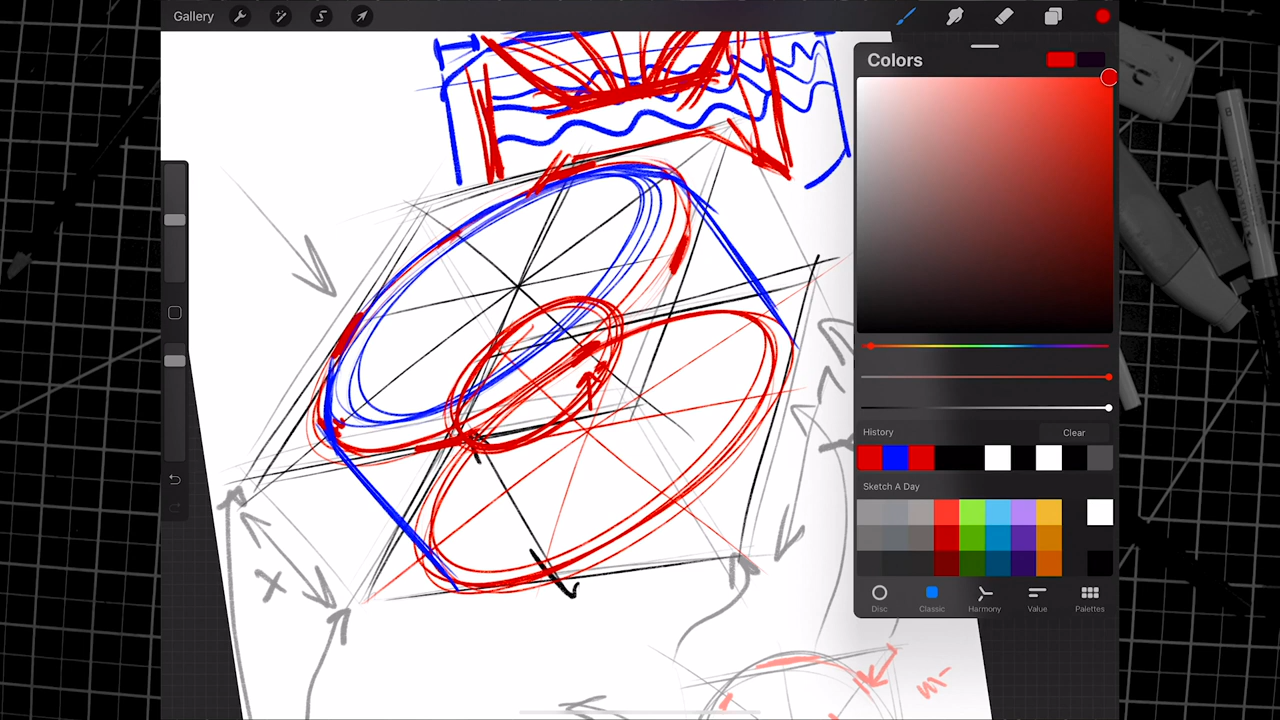 Gallery
Colors
x
History
Clear
Sketch A Day
Disc
Classic
Harmony
Value
Palettes